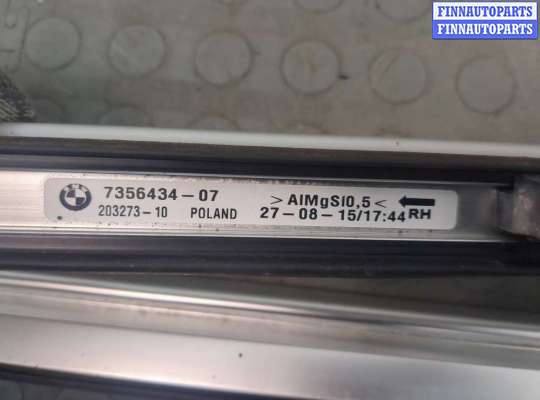 FINNAUTOPARTS
FINNAUTOPARTS
7356434-07
203273-10 POLAND
>AlMgSi0,5<
27-08-15/17:44 RH